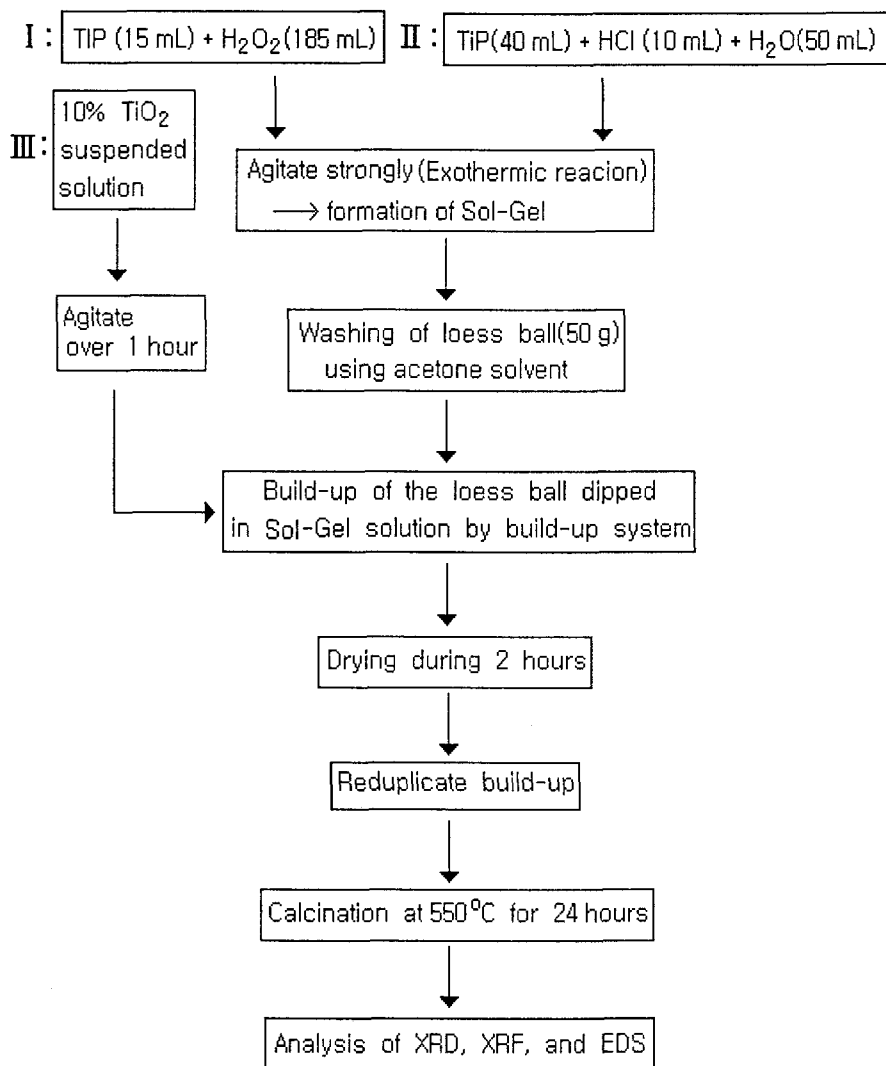 I : TIP (15 mL) + H₂O₂(185 mL)
II : TiP(40 mL) + HCl (10 mL) + H₂O(50 mL)
III :
10% TiO₂
suspended
solution
Agitate strongly(Exothermic reacion)
→ formation of Sol-Gel
Agitate
over 1 hour
Washing of loess ball(50 g)
using acetone solvent
Build-up of the loess ball dipped
in Sol-Gel solution by build-up system
Drying during 2 hours
Reduplicate build-up
Calcination at 550°C for 24 hours
Analysis of XRD, XRF, and EDS